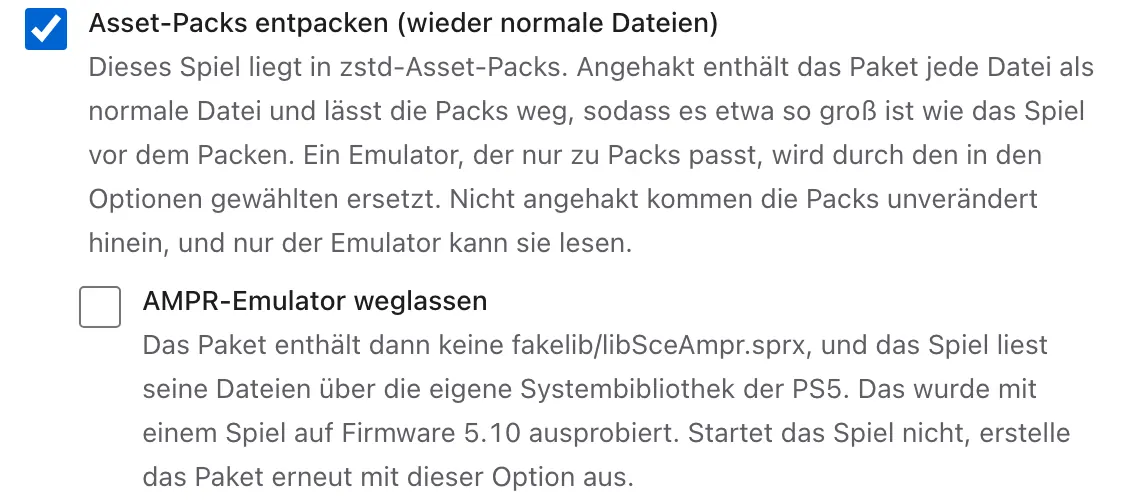 Asset-Packs entpacken (wieder normale Dateien)
Dieses Spiel liegt in zstd-Asset-Packs. Angehakt enthält das Paket jede Datei als
normale Datei und lässt die Packs weg, sodass es etwa so groß ist wie das Spiel
vor dem Packen. Ein Emulator, der nur zu Packs passt, wird durch den in den
Optionen gewählten ersetzt. Nicht angehakt kommen die Packs unverändert
hinein, und nur der Emulator kann sie lesen.
AMPR-Emulator weglassen
Das Paket enthält dann keine fakelib/libSceAmpr.sprx, und das Spiel liest
seine Dateien über die eigene Systembibliothek der PS5. Das wurde mit
einem Spiel auf Firmware 5.10 ausprobiert. Startet das Spiel nicht, erstelle
das Paket erneut mit dieser Option aus.